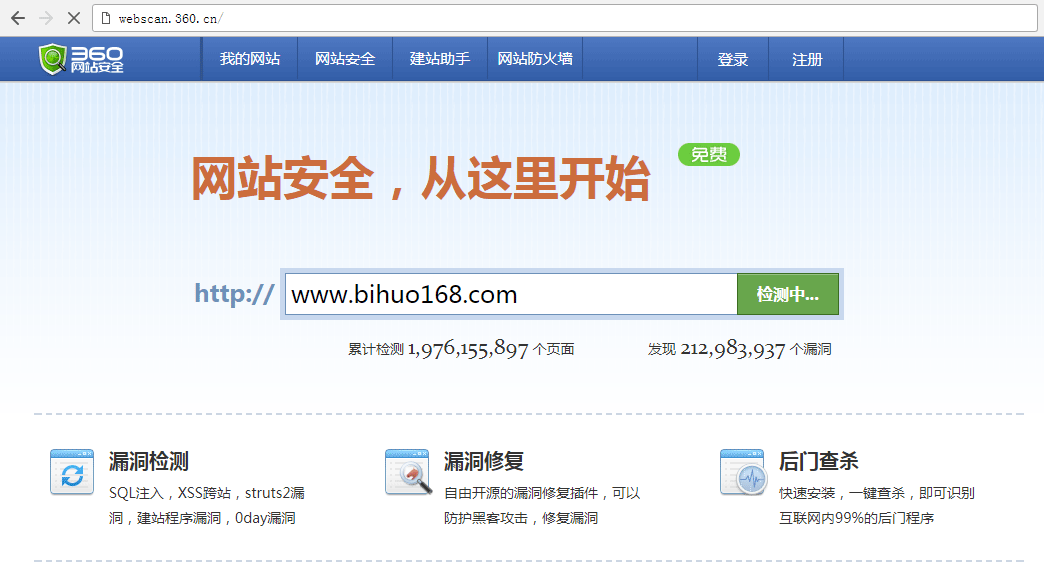 webscan.360.cn/
360
网站安全
我的网站 网站安全 建站助手 网站防火墙 登录 注册
网站安全，从这里开始 免费
http:// www.bihuo168.com 检测中...
累计检测 1,976,155,897 个页面 发现 212,983,937 个漏洞
漏洞检测
SQL注入，XSS跨站，struts2漏
洞，建站程序漏洞，0day漏洞
漏洞修复
自由开源的漏洞修复插件，可以
防护黑客攻击，修复漏洞
后门查杀
快速安装，一键查杀，即可识别
互联网内99%的后门程序